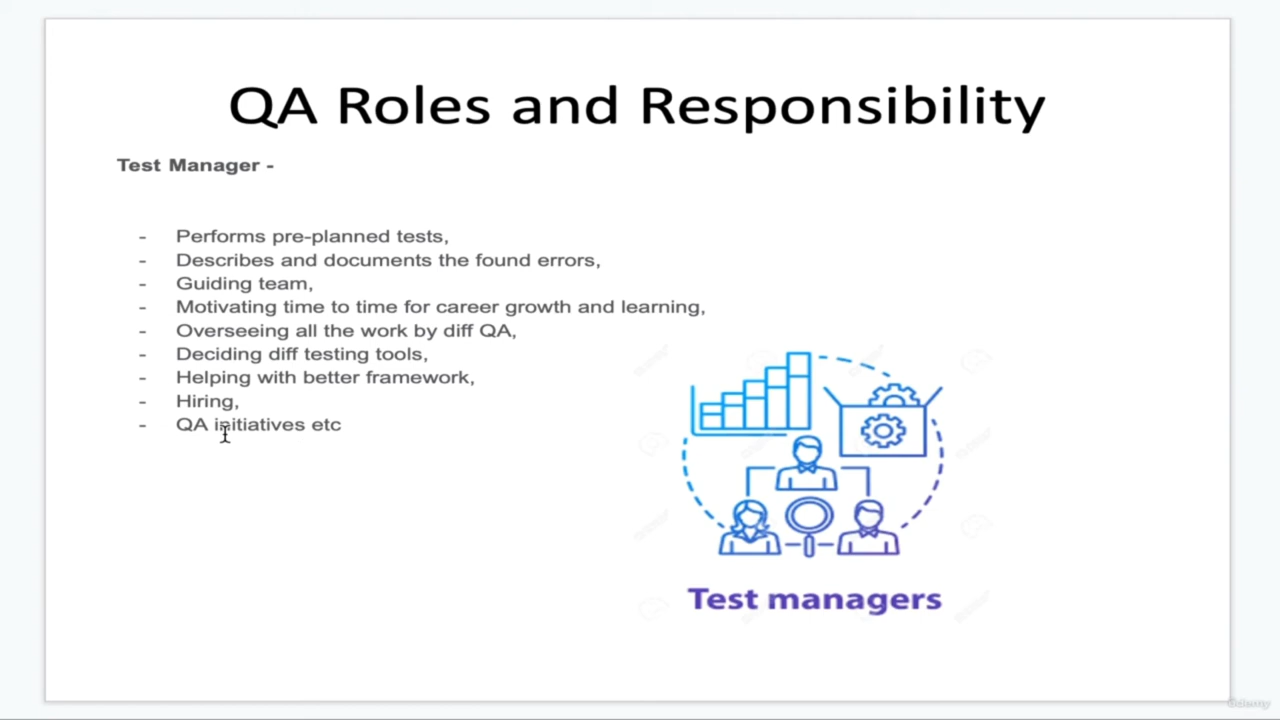 QA Roles and Responsibility
Test Manager -
- Performs pre-planned tests,
- Describes and documents the found errors,
- Guiding team,
- Motivating time to time for career growth and learning,
- Overseeing all the work by diff QA,
- Deciding diff testing tools,
- Helping with better framework,
- Hiring,
- QA initiatives etc
Test managers
Udemy